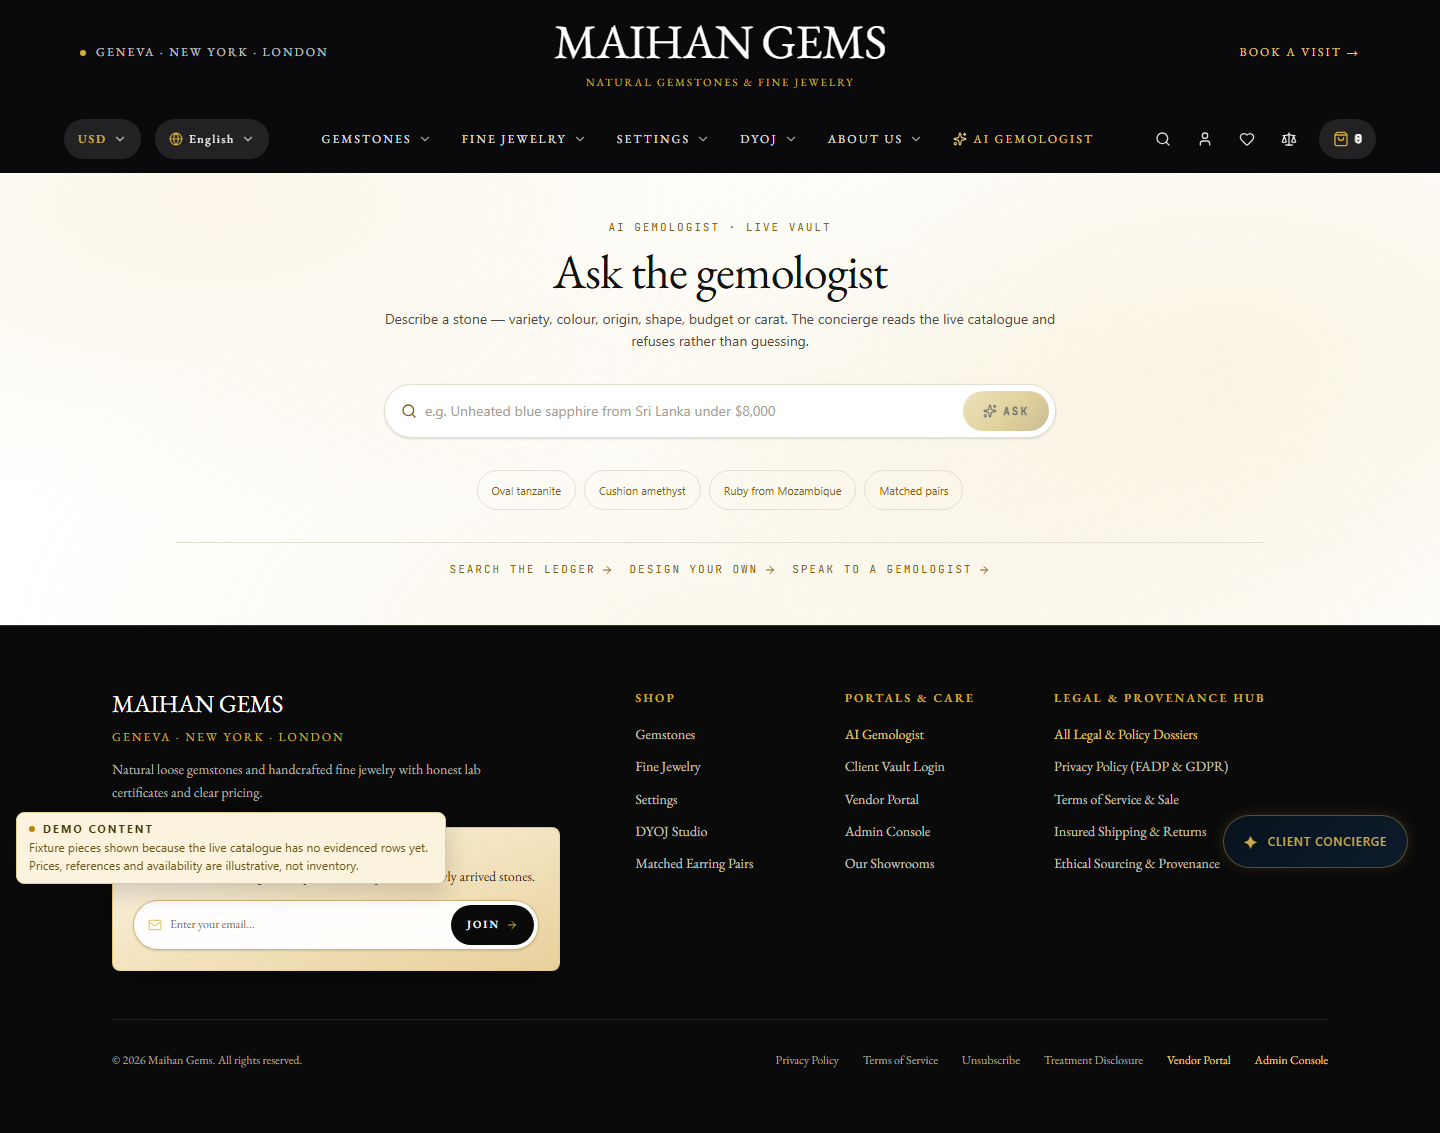 GENEVA · NEW YORK · LONDON
MAIHAN GEMS
NATURAL GEMSTONES & FINE JEWELRY
BOOK A VISIT →
USD
English
GEMSTONES
FINE JEWELRY
SETTINGS
DYOJ
ABOUT US
AI GEMOLOGIST
0
AI GEMOLOGIST · LIVE VAULT
Ask the gemologist
Describe a stone — variety, colour, origin, shape, budget or carat. The concierge reads the live catalogue and
refuses rather than guessing.
e.g. Unheated blue sapphire from Sri Lanka under $8,000
ASK
Oval tanzanite
Cushion amethyst
Ruby from Mozambique
Matched pairs
SEARCH THE LEDGER →
DESIGN YOUR OWN →
SPEAK TO A GEMOLOGIST →
MAIHAN GEMS
GENEVA · NEW YORK · LONDON
Natural loose gemstones and handcrafted fine jewelry with honest lab
certificates and clear pricing.
DEMO CONTENT
Fixture pieces shown because the live catalogue has no evidenced rows yet.
Prices, references and availability are illustrative, not inventory.
arrived stones.
Enter your email...
JOIN →
SHOP
Gemstones
Fine Jewelry
Settings
DYOJ Studio
Matched Earring Pairs
PORTALS & CARE
AI Gemologist
Client Vault Login
Vendor Portal
Admin Console
Our Showrooms
LEGAL & PROVENANCE HUB
All Legal & Policy Dossiers
Privacy Policy (FADP & GDPR)
Terms of Service & Sale
Insured Shipping & Returns
Ethical Sourcing & Provenance
CLIENT CONCIERGE
© 2026 Maihan Gems. All rights reserved.
Privacy Policy
Terms of Service
Unsubscribe
Treatment Disclosure
Vendor Portal
Admin Console